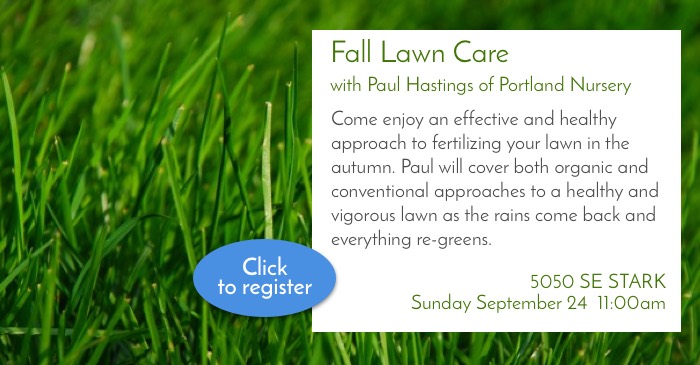 Fall Lawn Care
with Paul Hastings of Portland Nursery
Come enjoy an effective and healthy
approach to fertilizing your lawn in the
autumn. Paul will cover both organic and
conventional approaches to a healthy and
vigorous lawn as the rains come back and
everything re-greens.
Click
to register
5050 SE STARK
Sunday September 24 11:00am